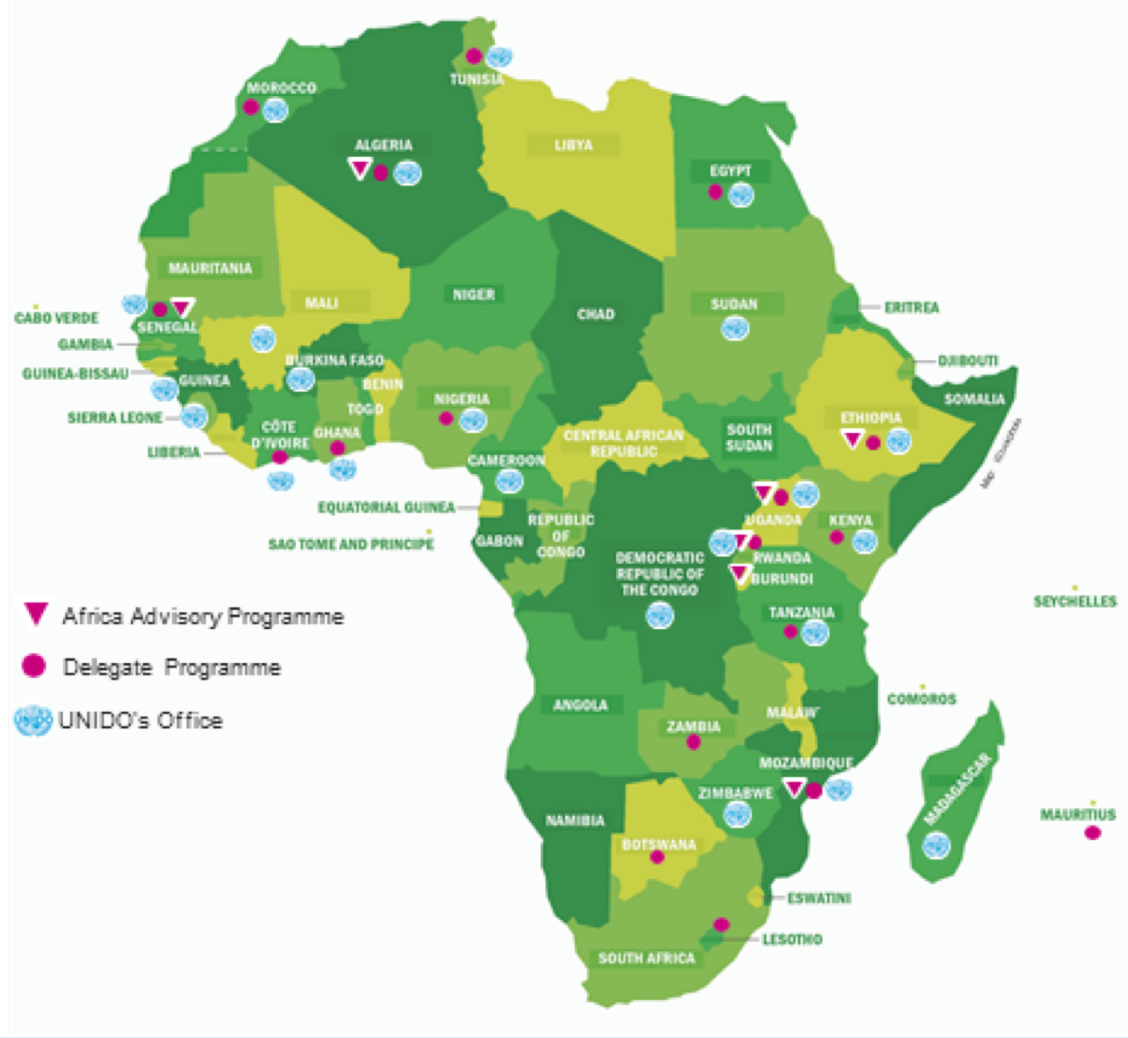 TUNISIA
MOROCCO
ALGERIA
LIBYA
EGYPT
MAURITANIA
MALI
NIGER
CHAD
SUDAN
ERITREA
CABO VERDE
SENEGAL
GAMBIA
GUINEA-BISSAU
GUINEA
BURKINA FASO
BENIN
DJIBOUTI
SOMALIA
SIERRA LEONE
TOGO
NIGERIA
ETHIOPIA
CÔTE
D'IVOIRE
GHANA
LIBERIA
CENTRAL AFRICAN
REPUBLIC
SOUTH
SUDAN
CAMEROON
EQUATORIAL GUINEA
SAO TOME AND PRINCIPE
GABON
REPUBLIC
OF
CONGO
UGANDA
KENYA
DEMOCRATIC
REPUBLIC OF
THE CONGO
RWANDA
BURUNDI
SEYCHELLES
TANZANIA
Africa Advisory Programme
Delegate Programme
UNIDO's Office
ANGOLA
ZAMBIA
MALAW
COMOROS
MOZAMBIQUE
ZIMBABWE
MADAGASCAR
MAURITIUS
NAMIBIA
BOTSWANA
ESWATINI
LESOTHO
SOUTH AFRICA